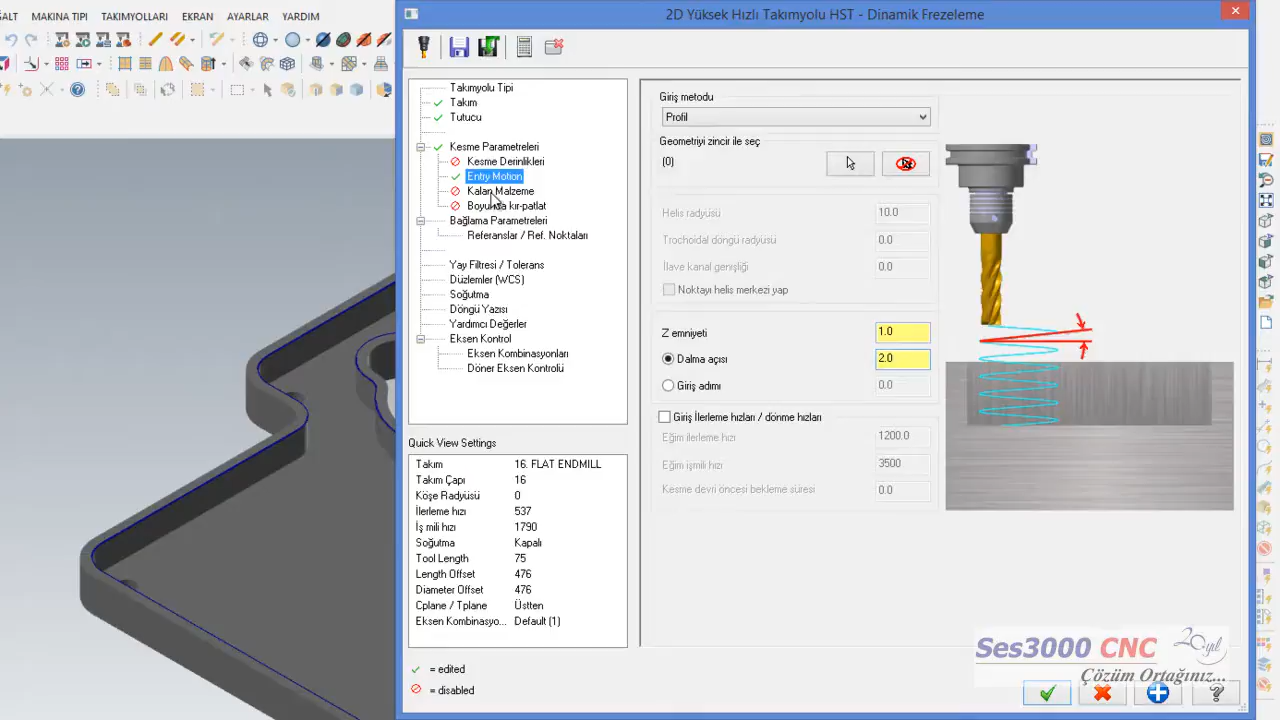 2D Yüksek Hızlı Takımyolu HST - Dinamik Frezeleme
MAKINA TIPI TAKIMYOLLARI EKRAN AYARLAR YARDIM
Takımyolu Tipi
Takım
Tutucu
Kesme Parametreleri
Kesme Derinlikleri
Entry Motion
Kalan Malzeme
Boyunda kır-patlat
Bağlama Parametreleri
Referanslar / Ref. Noktaları
Yay Filtresi / Tolerans
Düzlemler (WCS)
Soğutma
Döngü Yazısı
Yardımcı Değerler
Eksen Kontrol
Eksen Kombinasyonları
Döner Eksen Kontrolü
Quick View Settings
Takım 16. FLAT ENDMILL
Takım Çapı 16
Köşe Radyüsü 0
İlerleme hızı 537
İş mili hızı 1790
Soğutma Kapalı
Tool Length 75
Length Offset 476
Diameter Offset 476
Cplane / Tplane Üstten
Eksen Kombinasyo... Default (1)
= edited
= disabled
Giriş metodu
Profil
Geometriyi zincir ile seç
(0)
Helis radyüsü 10.0
Trochoidal döngü radyüsü 0.0
İlave kanal genişliği 0.0
Noktayı helis merkezi yap
Z emniyeti 1.0
Dalma açısı 2.0
Giriş adımı 0.0
Giriş İlerleme hızları / dönme hızları
Eğim ilerleme hızı 1200.0
Eğim işmili hızı 3500
Kesme devri öncesi bekleme süresi 0.0
Ses3000 CNC 20.yıl
Çözüm Ortağınız...